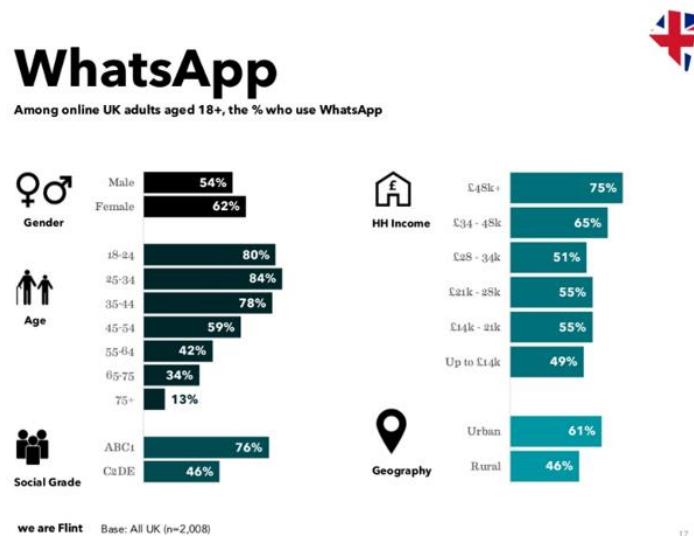 WhatsApp
Among online UK adults aged 18+, the % who use WhatsApp
Gender
Male 54%
Female 62%
Age
18-24 80%
25-34 84%
35-44 78%
45-54 59%
55-64 42%
65-75 34%
75+ 13%
Social Grade
ABC1 76%
C2DE 46%
£
HH Income
£48k+ 75%
£34 - 48k 65%
£28 - 34k 51%
£21k - 28k 55%
£14k - 21k 55%
Up to £14k 49%
Geography
Urban 61%
Rural 46%
we are Flint Base: All UK (n=2,008)
17